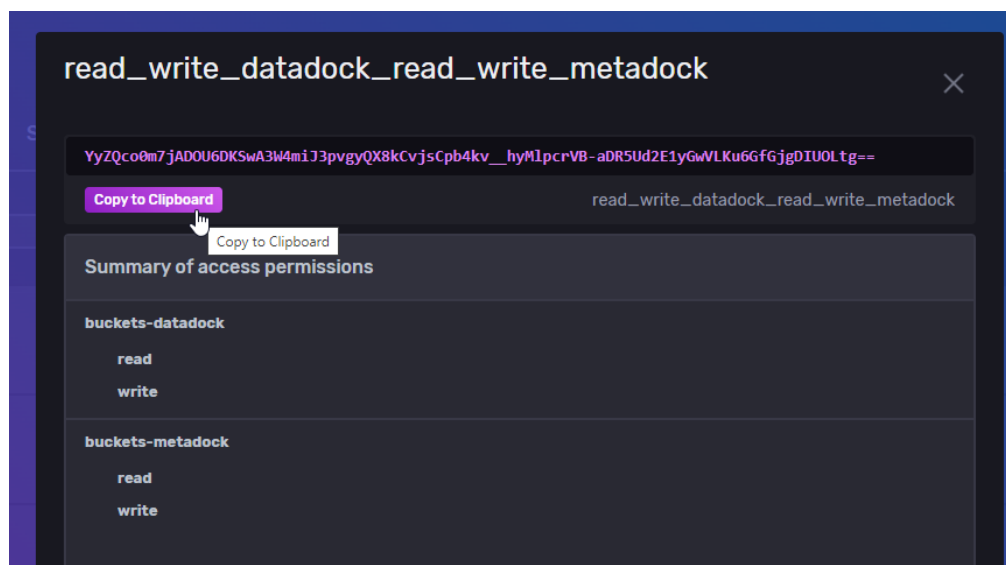 read_write_datadock_read_write_metadock
YyZQco0m7jADOU6DKSwA3W4miJ3pvgyQX8kCvjsCpb4kv__hyMlpcrVB-aDR5Ud2E1yGwVLKu6GfGjgDIUOLtg==
Copy to Clipboard
read_write_datadock_read_write_metadock
Copy to Clipboard
Summary of access permissions
buckets-datadock
read
write
buckets-metadock
read
write